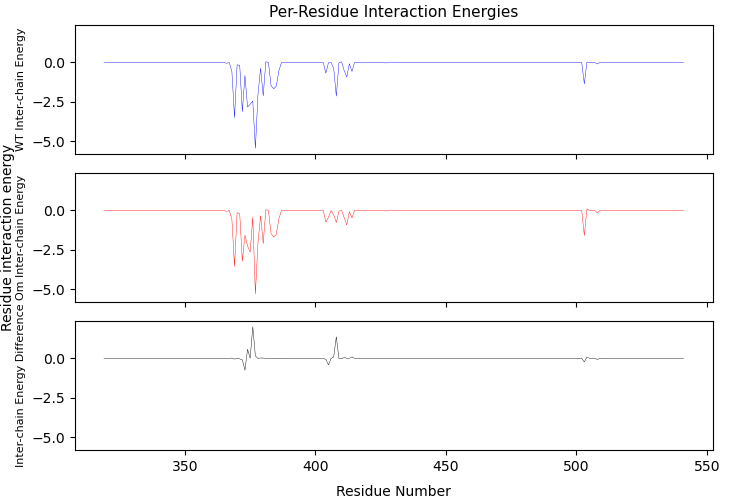 Per-Residue Interaction Energies
Residue interaction energy
WT Inter-chain Energy
0.0
−2.5
−5.0
Om Inter-chain Energy
0.0
−2.5
−5.0
Inter-chain Energy Difference
0.0
−2.5
−5.0
350 400 450 500 550
Residue Number